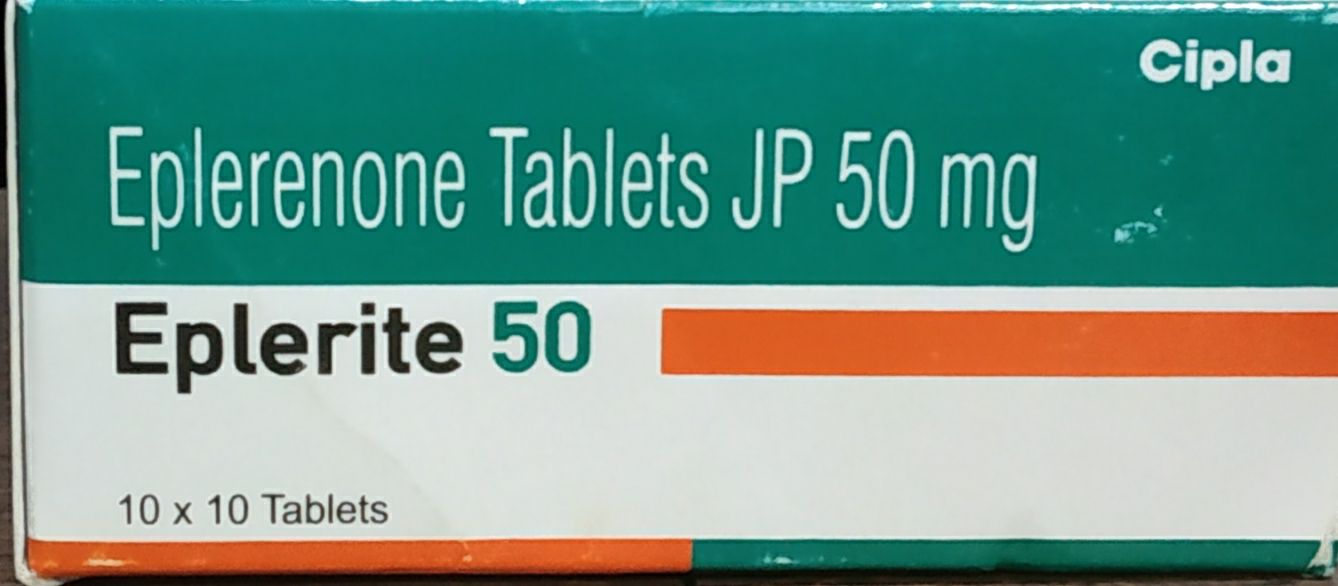 Cipla
Eplerenone Tablets JP 50 mg
Eplerite 50
10 x 10 Tablets